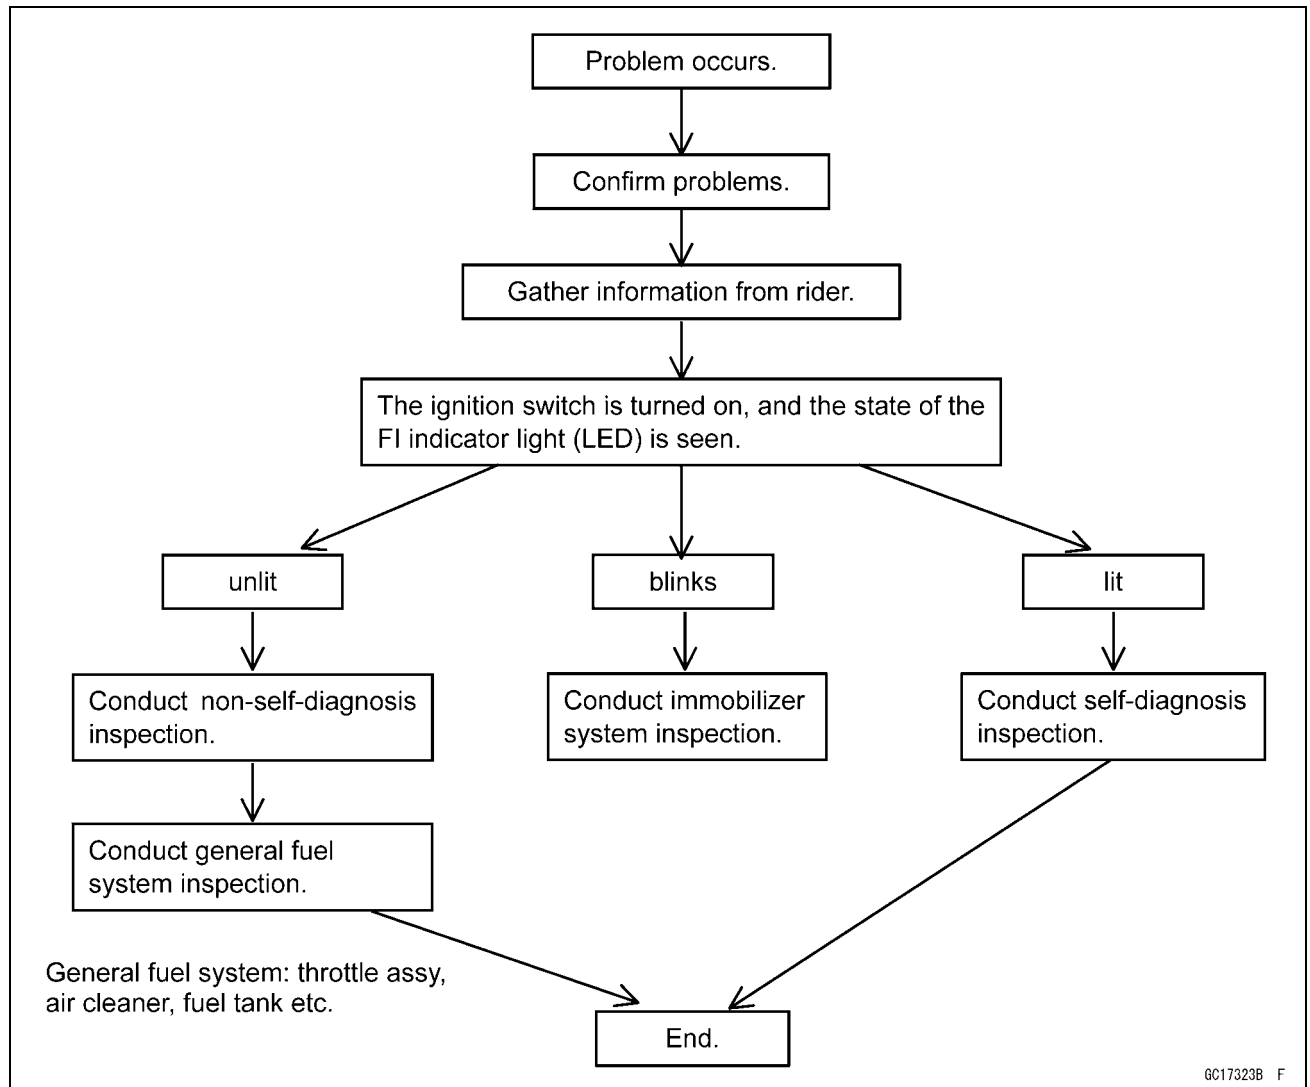 Problem occurs.
Confirm problems.
Gather information from rider.
The ignition switch is turned on, and the state of the
FI indicator light (LED) is seen.
unlit
blinks
lit
Conduct non-self-diagnosis
inspection.
Conduct immobilizer
system inspection.
Conduct self-diagnosis
inspection.
Conduct general fuel
system inspection.
General fuel system: throttle assy,
air cleaner, fuel tank etc.
End.
GC17323B F